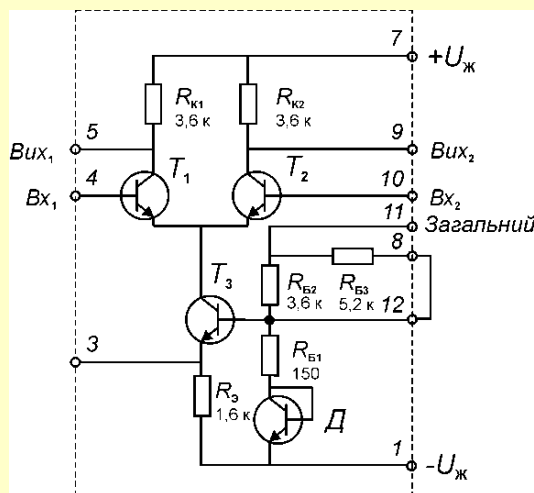 7
+Uж
RК1
3,6 к
RК2
3,6 к
5
Вих1
9
Вих2
4
Вх1
T1
T2
10
Вх2
11
Загальний
8
T3
RБ2
3,6 к
RБ3
5,2 к
12
3
RБ1
150
RЭ
1,6 к
Д
1
-Uж